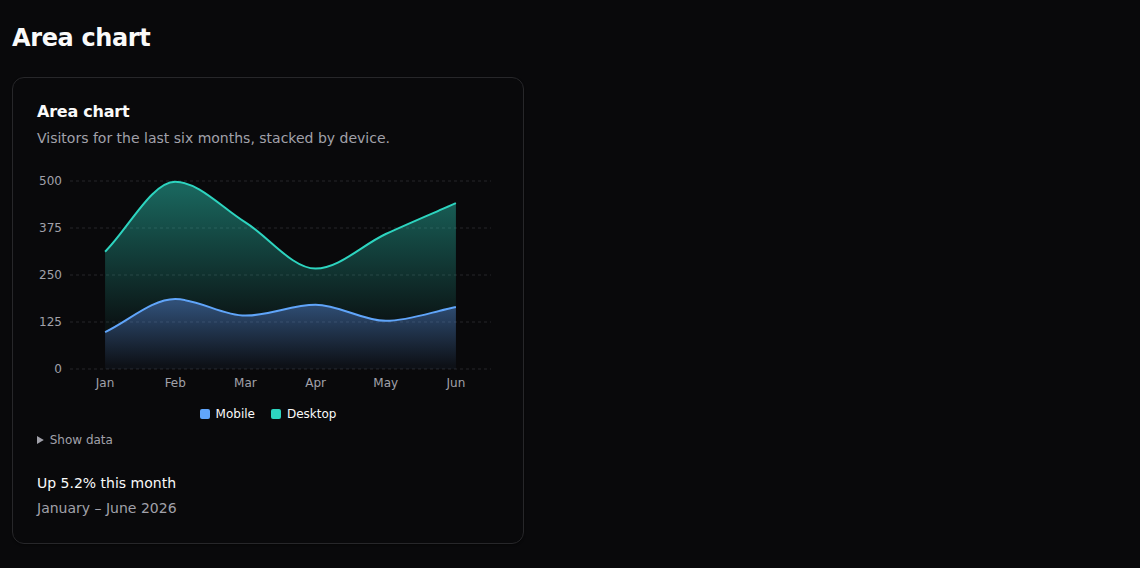 Area chart
Area chart
Visitors for the last six months, stacked by device.
500
375
250
125
0
Jan Feb Mar Apr May Jun
Mobile Desktop
Show data
Up 5.2% this month
January – June 2026